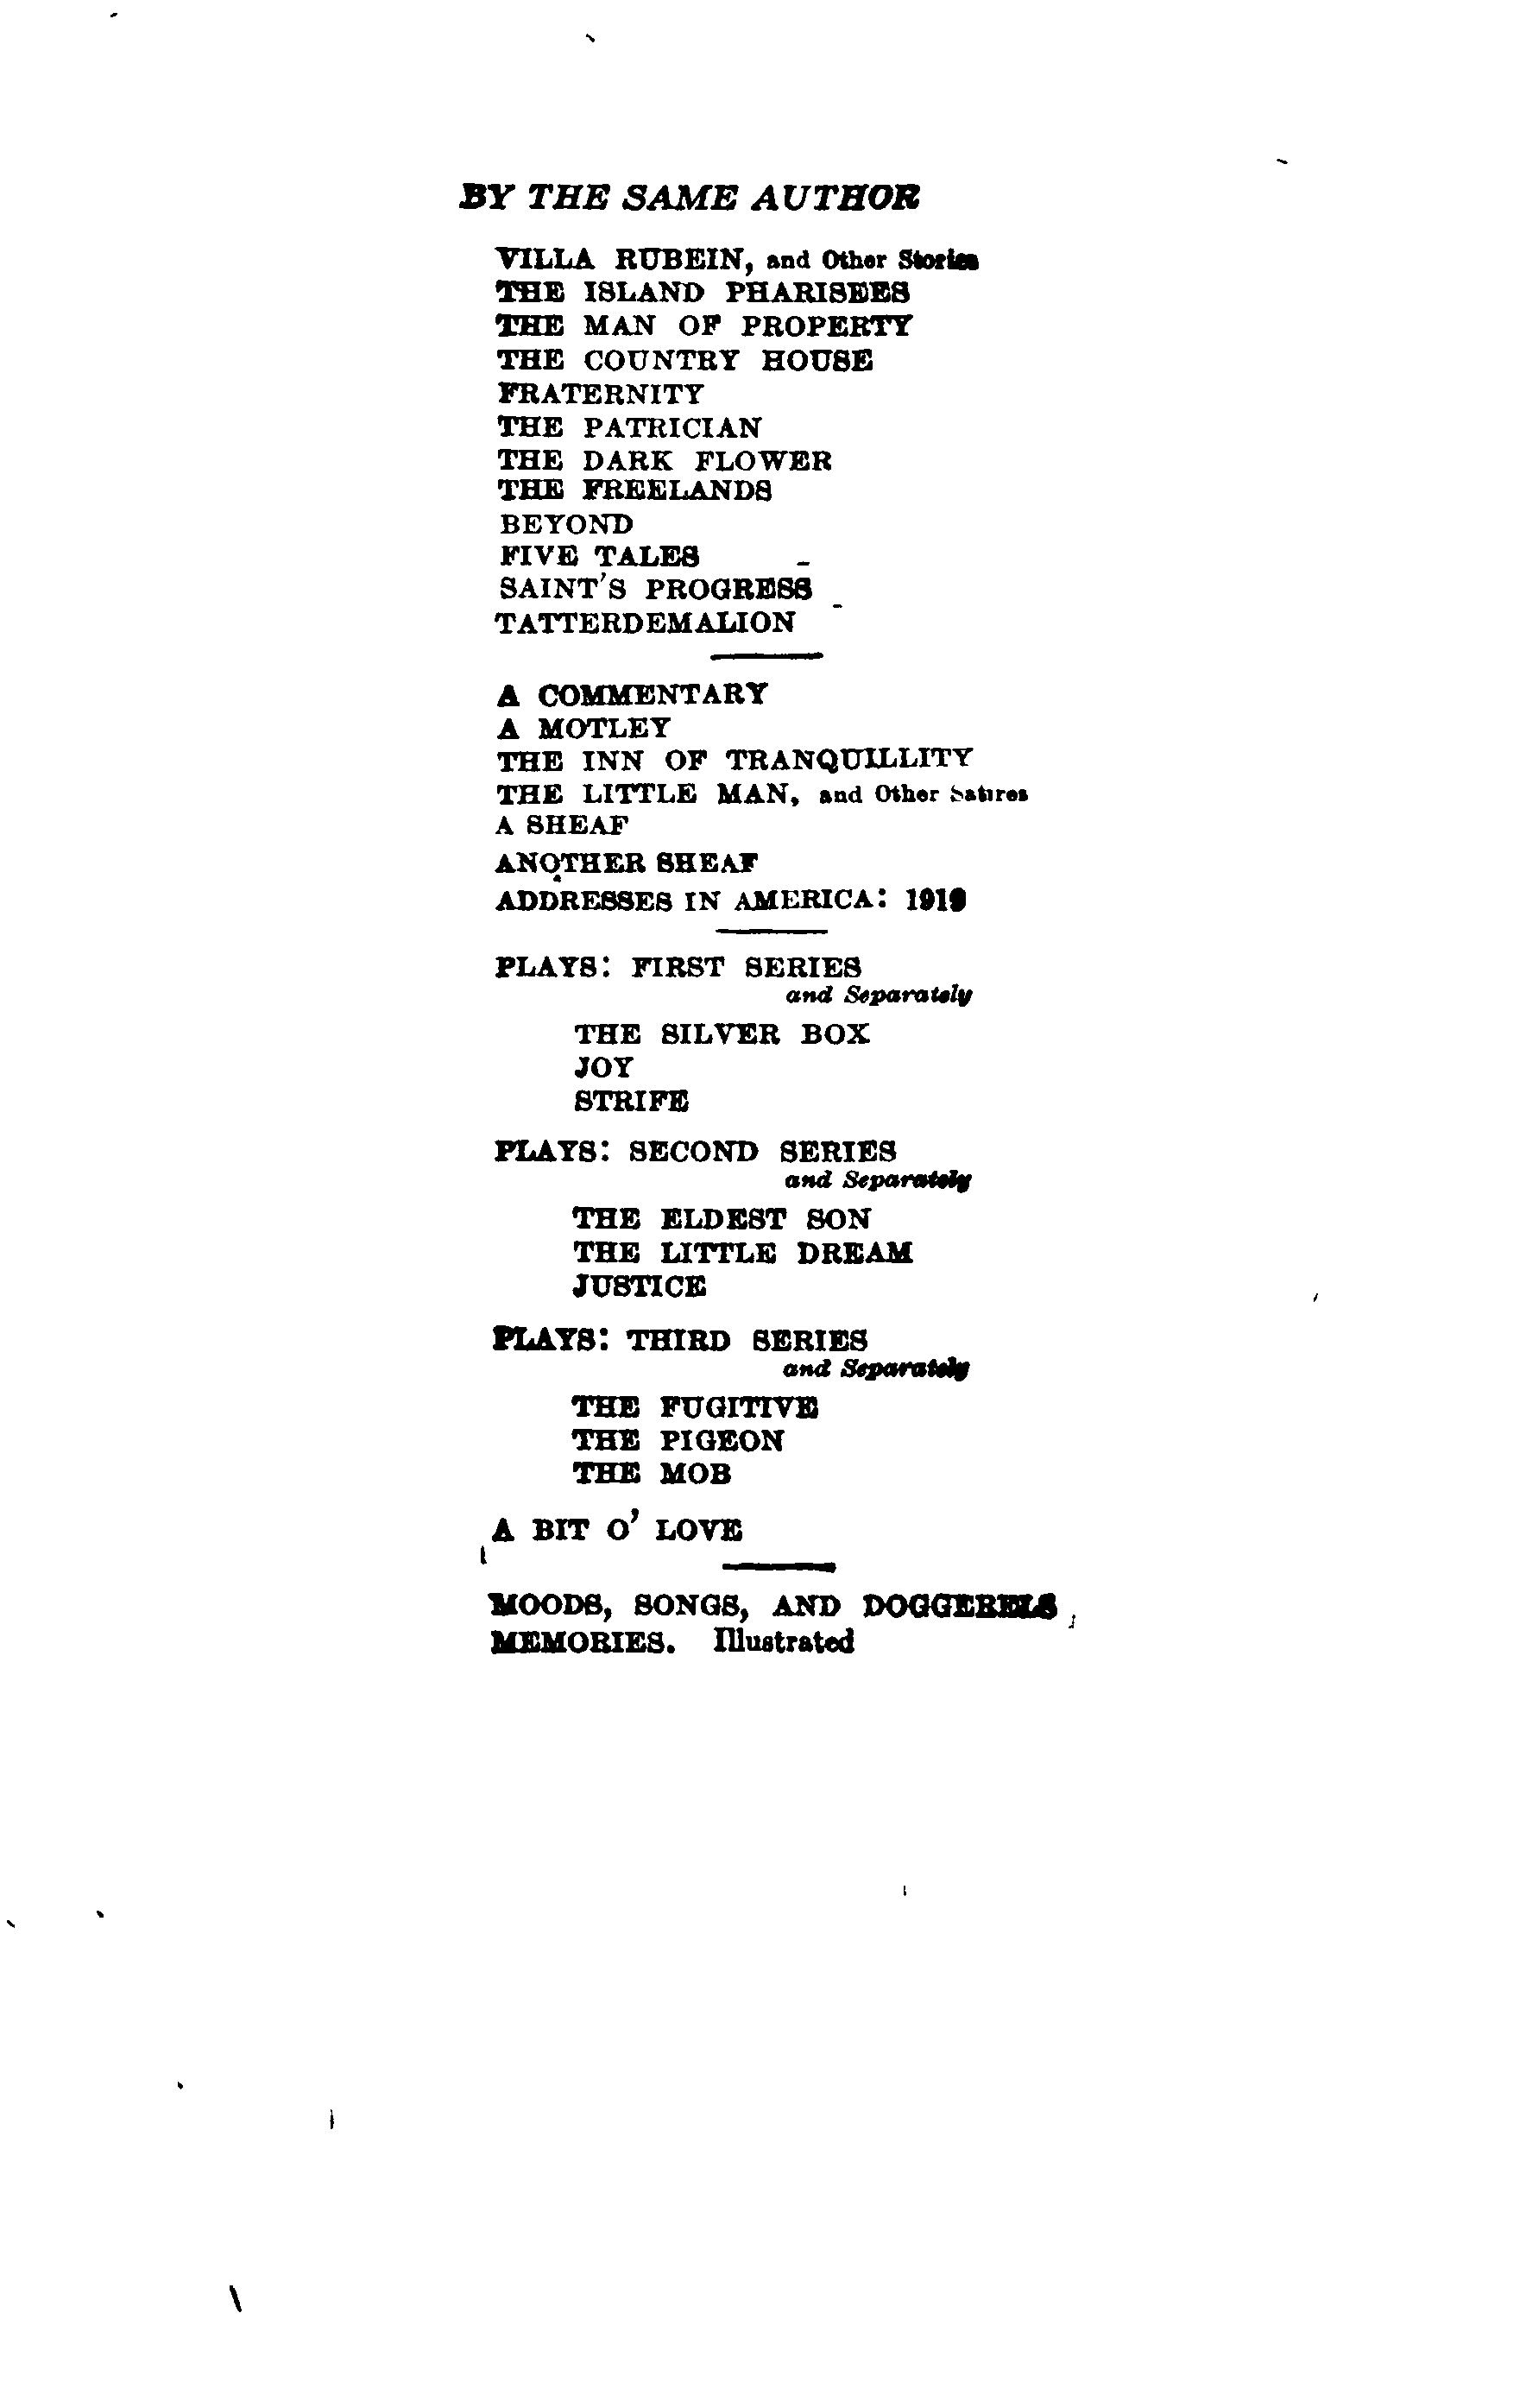 BY THE SAME AUTHOR
VILLA RUBEIN, and Other Stories
THE ISLAND PHARISEES
THE MAN OF PROPERTY
THE COUNTRY HOUSE
FRATERNITY
THE PATRICIAN
THE DARK FLOWER
THE FREELANDS
BEYOND
FIVE TALES
SAINT'S PROGRESS
TATTERDEMALION
A COMMENTARY
A MOTLEY
THE INN OF TRANQUILLITY
THE LITTLE MAN, and Other Satires
A SHEAF
ANOTHER SHEAF
ADDRESSES IN AMERICA: 1919
PLAYS: FIRST SERIES
and Separately
THE SILVER BOX
JOY
STRIFE
PLAYS: SECOND SERIES
and Separately
THE ELDEST SON
THE LITTLE DREAM
JUSTICE
PLAYS: THIRD SERIES
and Separately
THE FUGITIVE
THE PIGEON
THE MOB
A BIT O' LOVE
MOODS, SONGS, AND DOGGERELS
MEMORIES. Illustrated